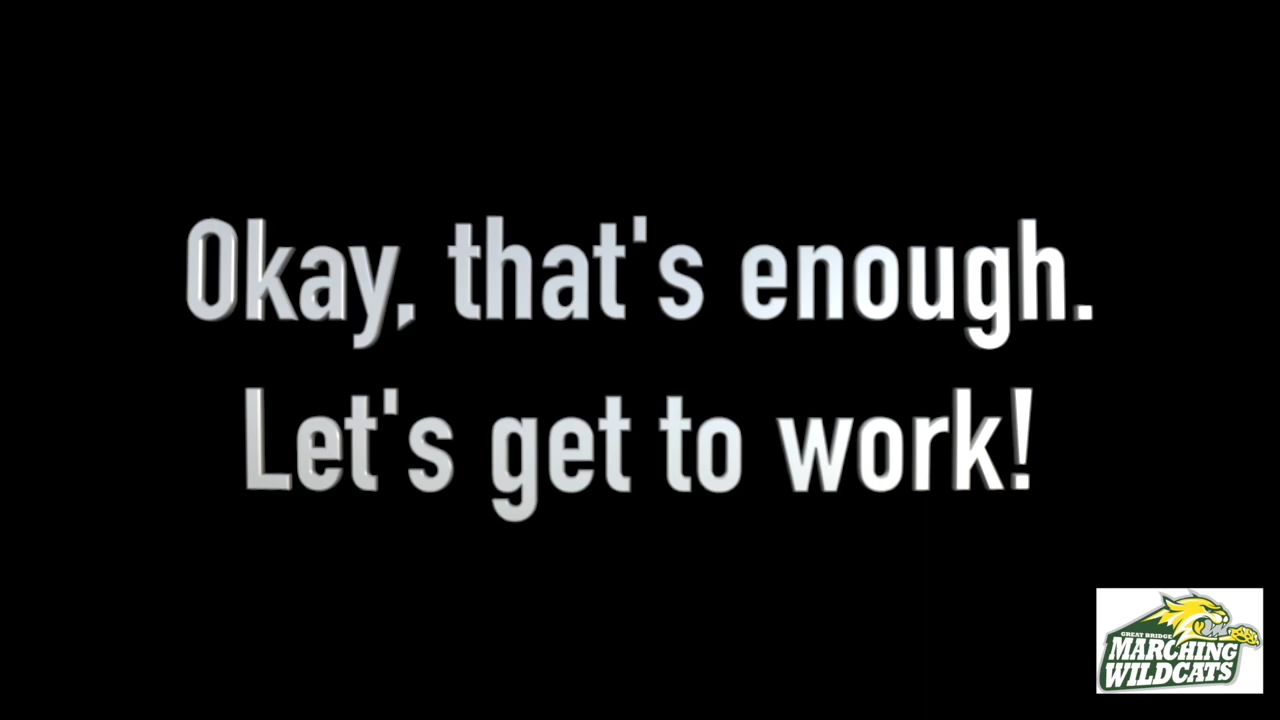 Okay, that's enough.
Let's get to work!
GREAT BRIDGE
MARCHING
WILDCATS